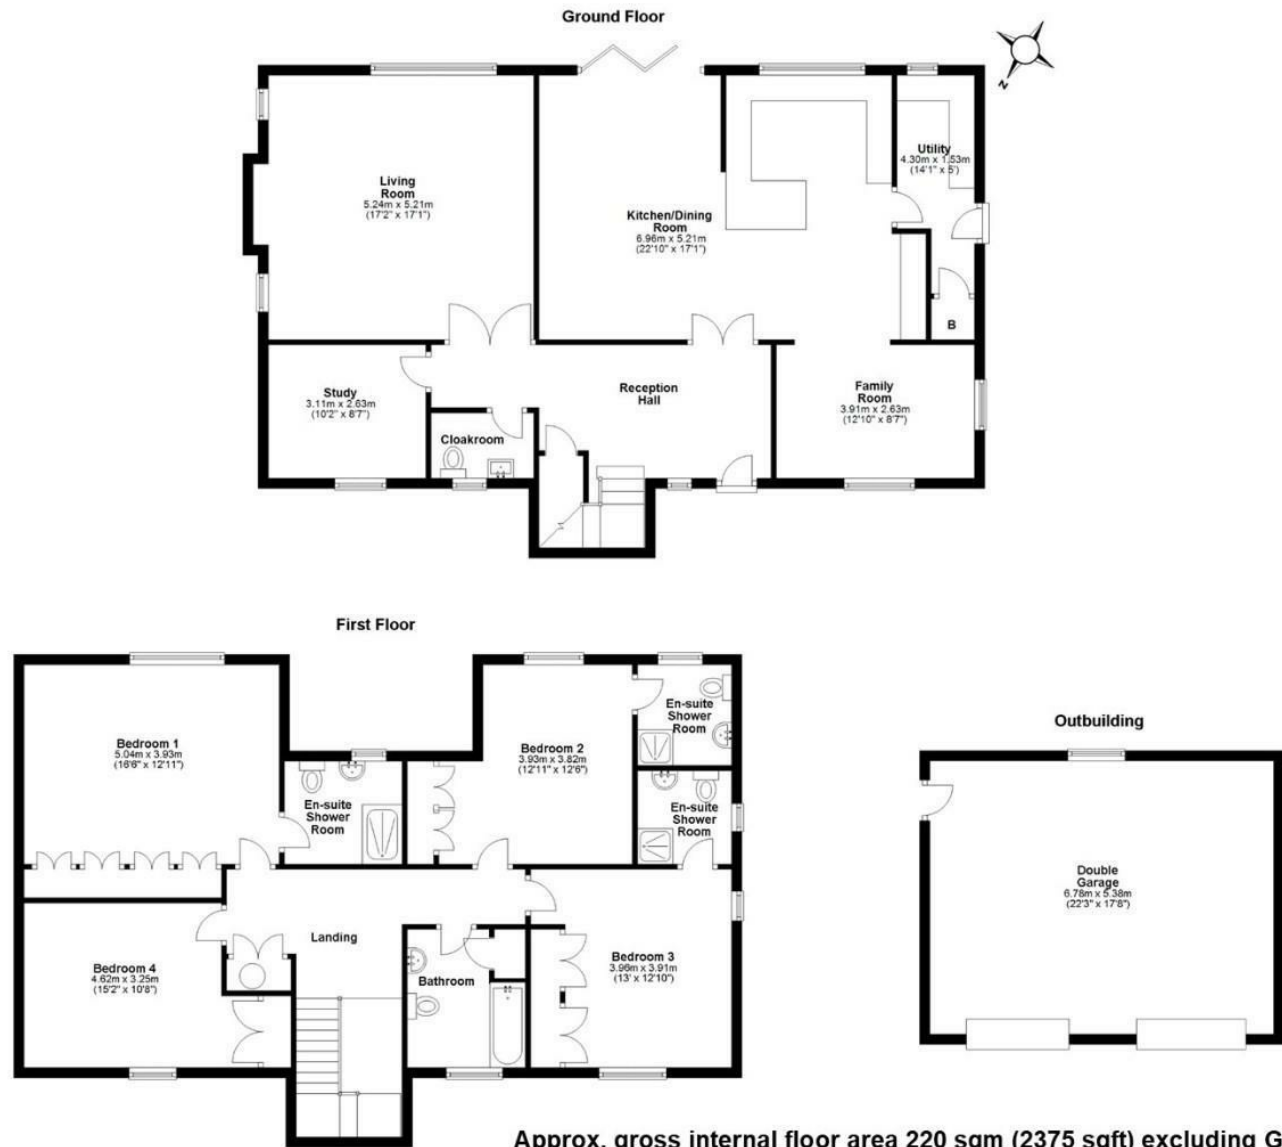 Ground Floor
N
Living
Room
5.24m x 5.21m
(17'2" x 17'1")
Kitchen/Dining
Room
6.96m x 5.21m
(22'10" x 17'1")
Utility
4.30m x 1.53m
(14'1" x 5')
B
Study
3.11m x 2.63m
(10'2" x 8'7")
Cloakroom
Reception
Hall
Family
Room
3.91m x 2.63m
(12'10" x 8'7")
First Floor
Bedroom 1
5.04m x 3.93m
(16'6" x 12'11")
En-suite
Shower
Room
Bedroom 2
3.93m x 3.82m
(12'11" x 12'6")
En-suite
Shower
Room
En-suite
Shower
Room
Landing
Bedroom 4
4.62m x 3.25m
(15'2" x 10'8")
Bathroom
Bedroom 3
3.96m x 3.91m
(13' x 12'10")
Outbuilding
Double
Garage
6.78m x 5.38m
(22'3" x 17'8")
Approx. gross internal floor area 220 sqm (2375 sqft) excluding G